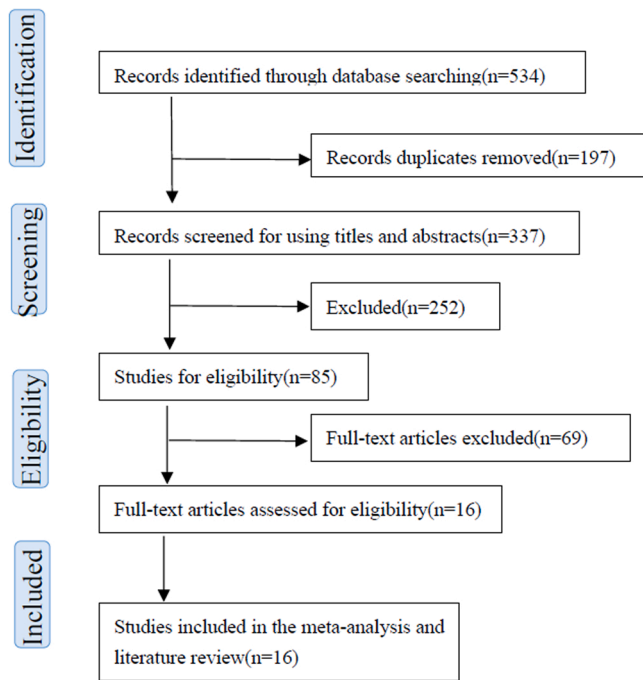 Identification
Records identified through database searching(n=534)
Records duplicates removed(n=197)
Screening
Records screened for using titles and abstracts(n=337)
Excluded(n=252)
Eligibility
Studies for eligibility(n=85)
Full-text articles excluded(n=69)
Full-text articles assessed for eligibility(n=16)
Included
Studies included in the meta-analysis and
literature review(n=16)